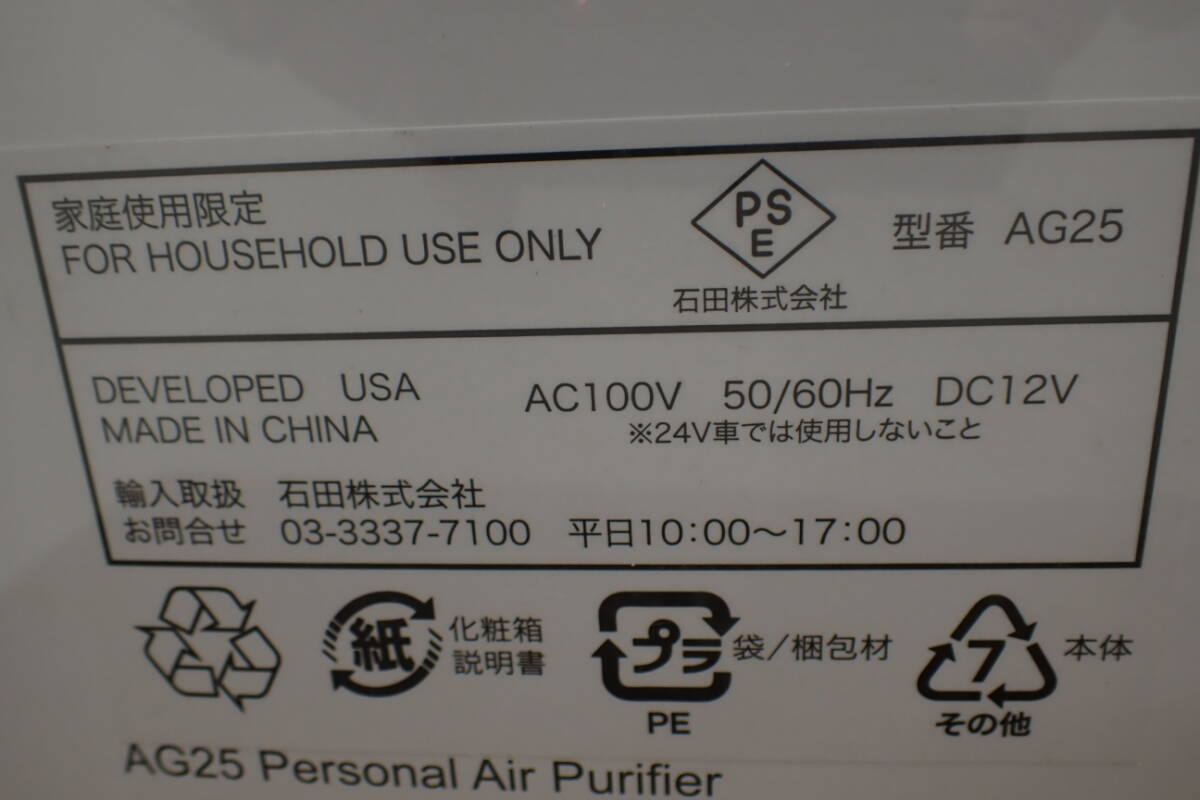 家庭使用限定
FOR HOUSEHOLD USE ONLY
PS
E
石田株式会社
型番 AG25
DEVELOPED USA
MADE IN CHINA
AC100V 50/60Hz DC12V
※24V車では使用しないこと
輸入取扱 石田株式会社
お問合せ 03-3337-7100 平日10:00〜17:00
紙
化粧箱
説明書
プラ
PE
袋/梱包材
7
その他
本体
AG25 Personal Air Purifier